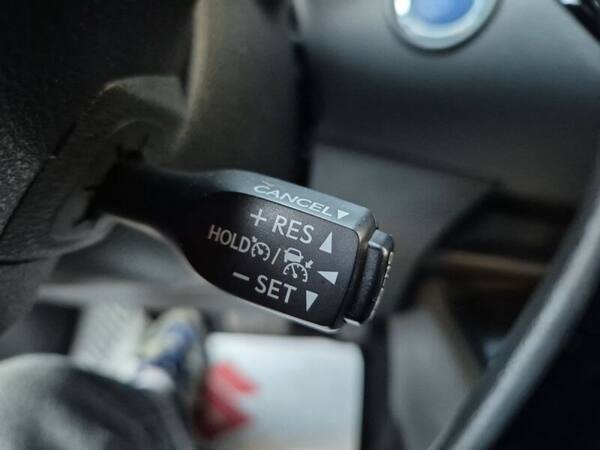 CANCEL▼
+ RES▲
HOLD / ◀
− SET▼